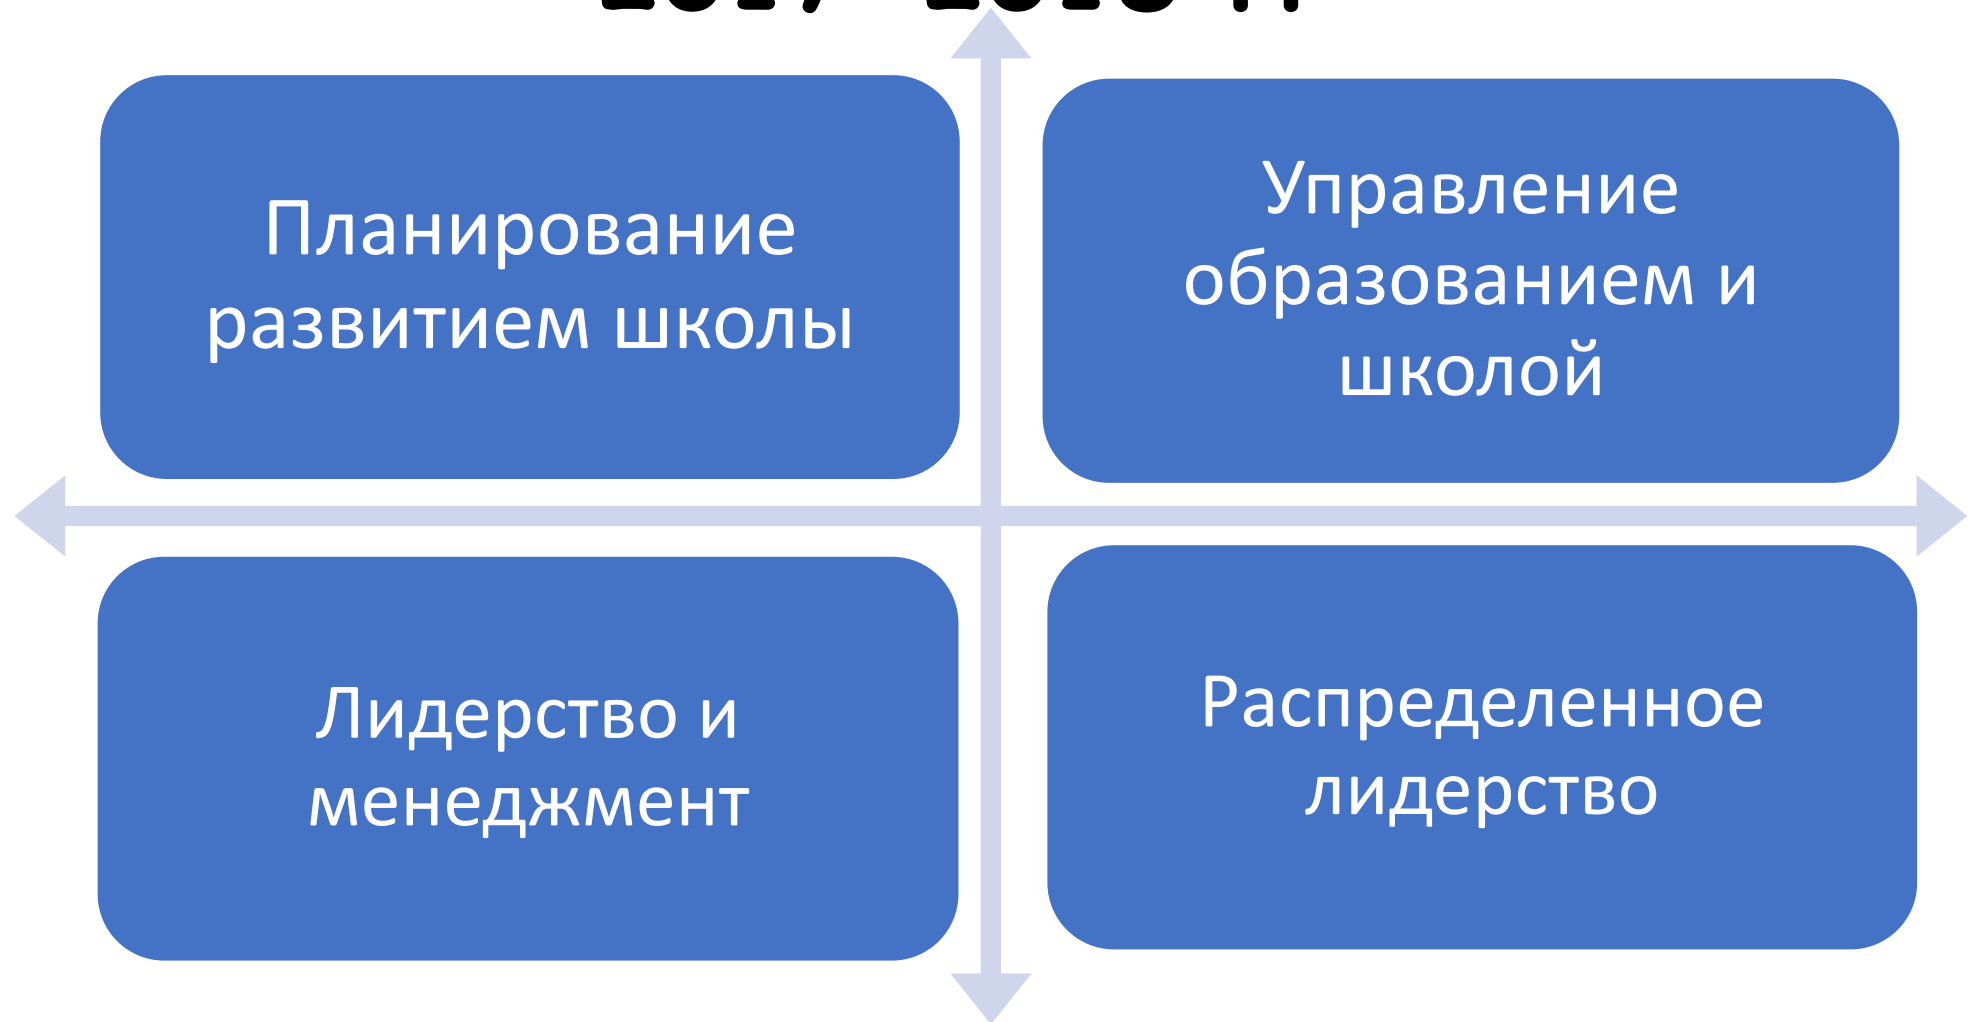 Планирование
развитием школы
Управление
образованием и
школой
Лидерство и
менеджмент
Распределенное
лидерство